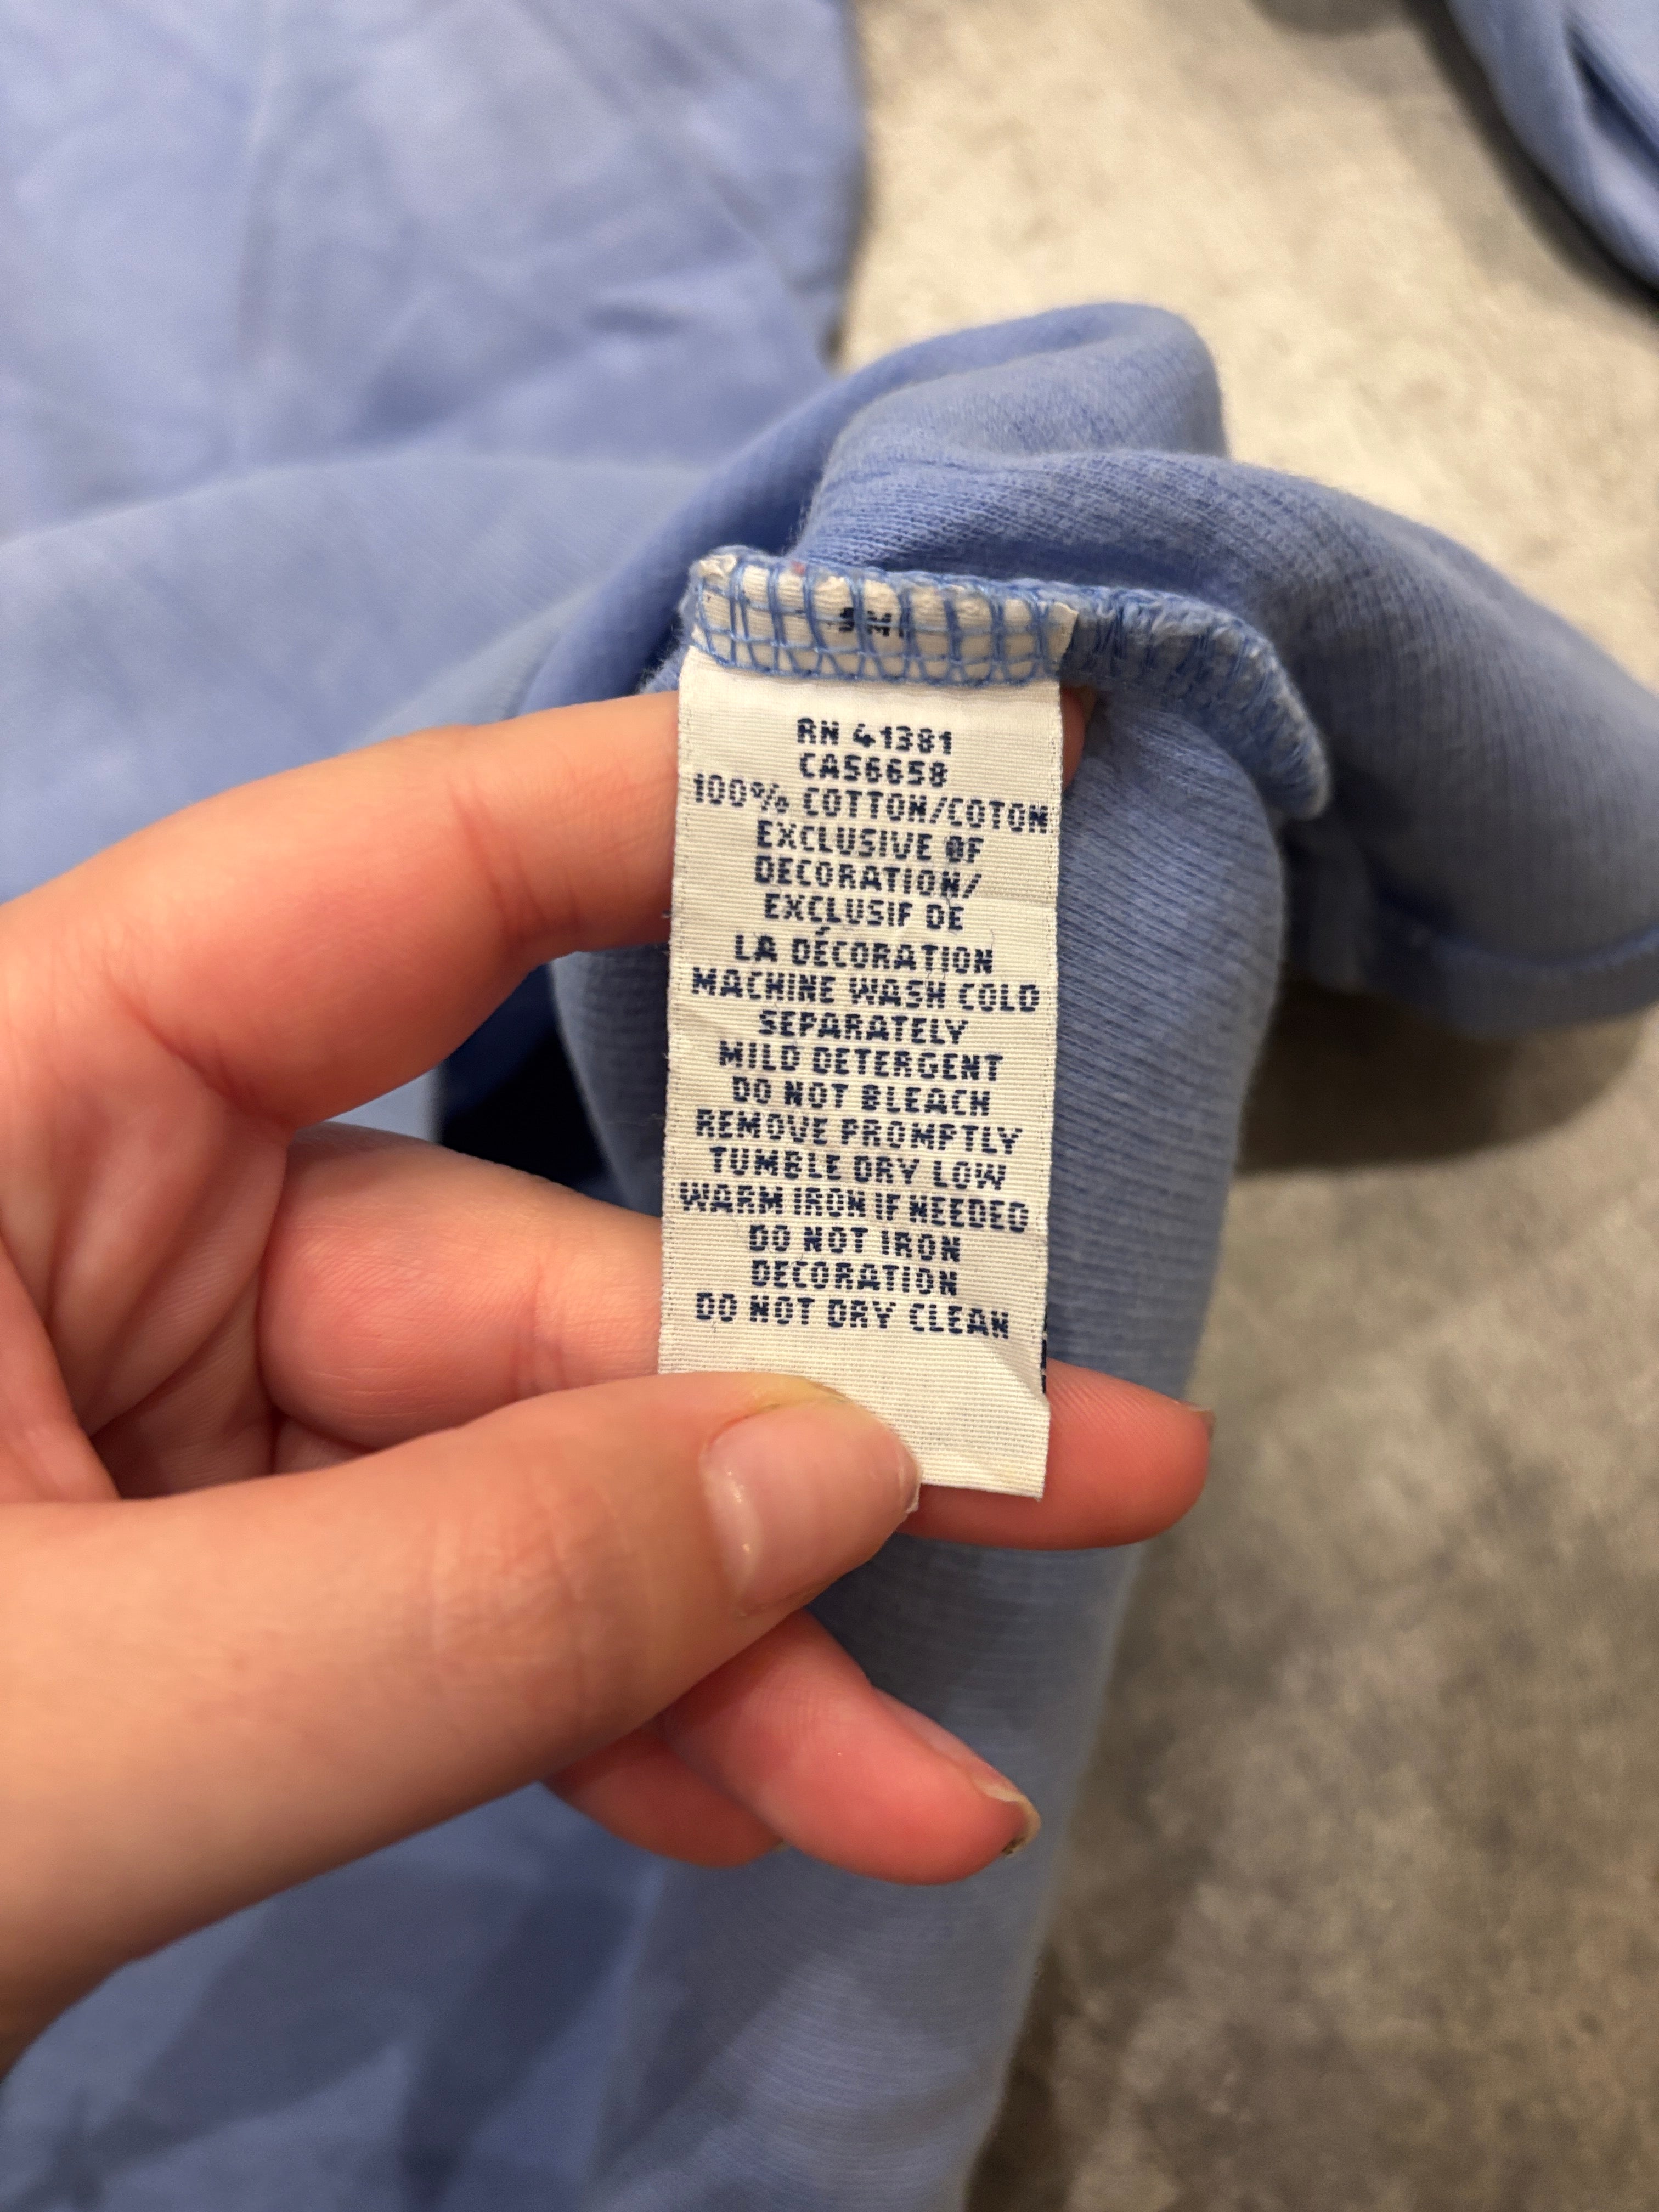 RN 41381
CA56658
100% COTTON/COTON
EXCLUSIVE OF
DECORATION/
EXCLUSIF DE
LA DÉCORATION
MACHINE WASH COLD
SEPARATELY
MILD DETERGENT
DO NOT BLEACH
REMOVE PROMPTLY
TUMBLE DRY LOW
WARM IRON IF NEEDED
DO NOT IRON
DECORATION
DO NOT DRY CLEAN